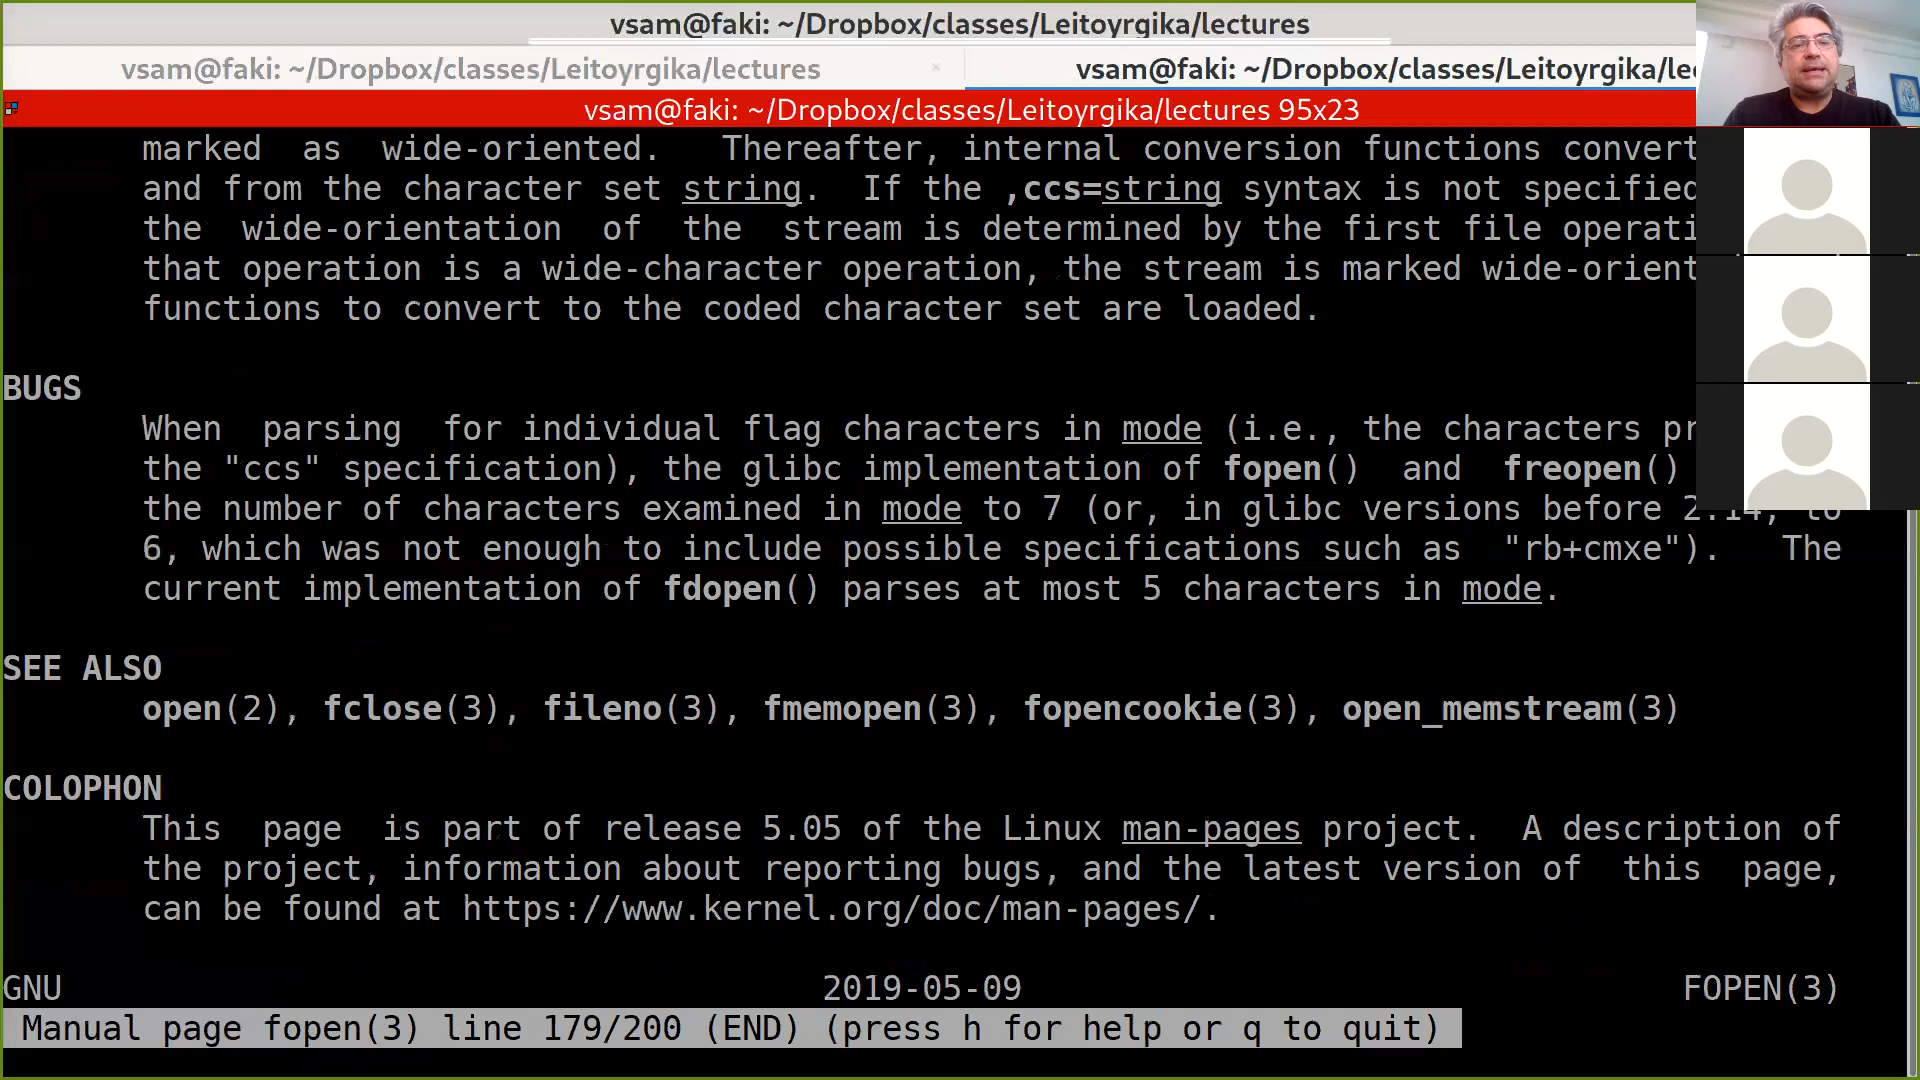 vsam@faki: ~/Dropbox/classes/Leitoyrgika/lectures
vsam@faki: ~/Dropbox/classes/Leitoyrgika/lectures × vsam@faki: ~/Dropbox/classes/Leitoyrgika/le
vsam@faki: ~/Dropbox/classes/Leitoyrgika/lectures 95x23
marked as wide-oriented. Thereafter, internal conversion functions convert
and from the character set string. If the ,ccs=string syntax is not specified
the wide-orientation of the stream is determined by the first file operati
that operation is a wide-character operation, the stream is marked wide-orient
functions to convert to the coded character set are loaded.
BUGS
When parsing for individual flag characters in mode (i.e., the characters pr
the "ccs" specification), the glibc implementation of fopen() and freopen()
the number of characters examined in mode to 7 (or, in glibc versions before 2.14, to
6, which was not enough to include possible specifications such as "rb+cmxe"). The
current implementation of fdopen() parses at most 5 characters in mode.
SEE ALSO
open(2), fclose(3), fileno(3), fmemopen(3), fopencookie(3), open_memstream(3)
COLOPHON
This page is part of release 5.05 of the Linux man-pages project. A description of
the project, information about reporting bugs, and the latest version of this page,
can be found at https://www.kernel.org/doc/man-pages/.
GNU 2019-05-09 FOPEN(3)
Manual page fopen(3) line 179/200 (END) (press h for help or q to quit)